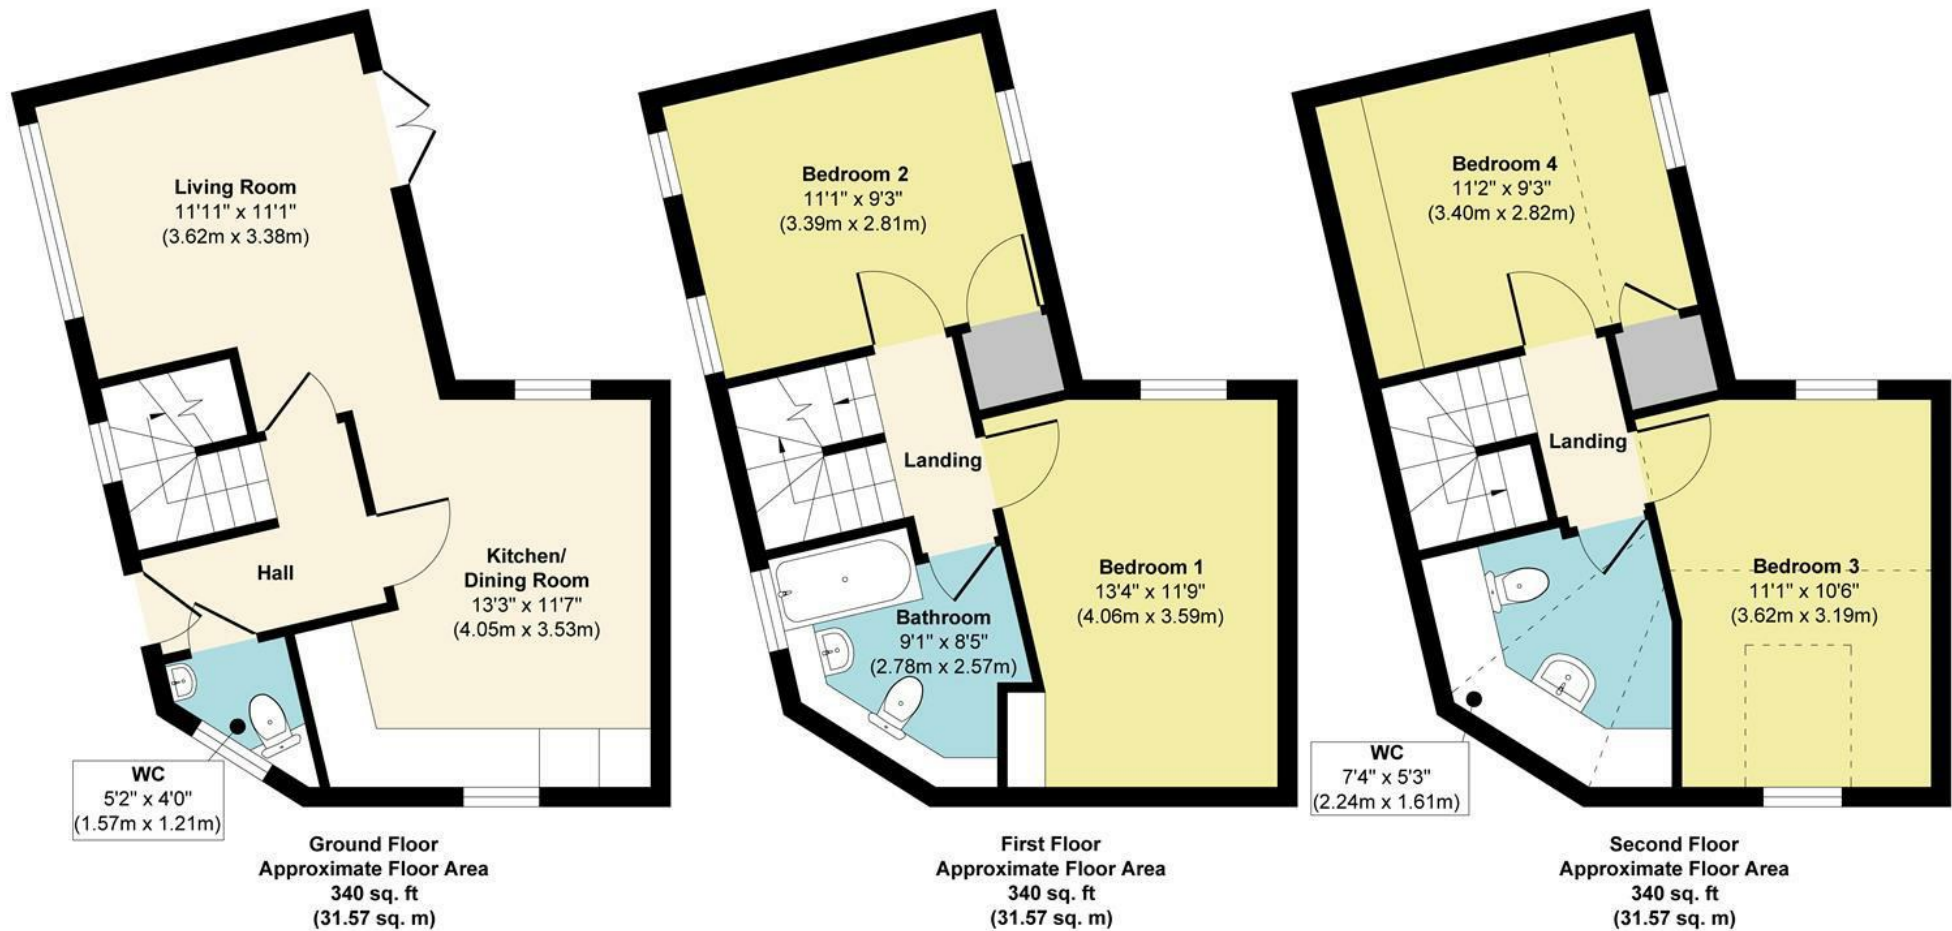 Living Room
11'11" x 11'1"
(3.62m x 3.38m)
Hall
Kitchen/
Dining Room
13'3" x 11'7"
(4.05m x 3.53m)
WC
5'2" x 4'0"
(1.57m x 1.21m)
Ground Floor
Approximate Floor Area
340 sq. ft
(31.57 sq. m)
Bedroom 2
11'1" x 9'3"
(3.39m x 2.81m)
Landing
Bedroom 1
13'4" x 11'9"
(4.06m x 3.59m)
Bathroom
9'1" x 8'5"
(2.78m x 2.57m)
First Floor
Approximate Floor Area
340 sq. ft
(31.57 sq. m)
Bedroom 4
11'2" x 9'3"
(3.40m x 2.82m)
Landing
Bedroom 3
11'1" x 10'6"
(3.62m x 3.19m)
WC
7'4" x 5'3"
(2.24m x 1.61m)
Second Floor
Approximate Floor Area
340 sq. ft
(31.57 sq. m)